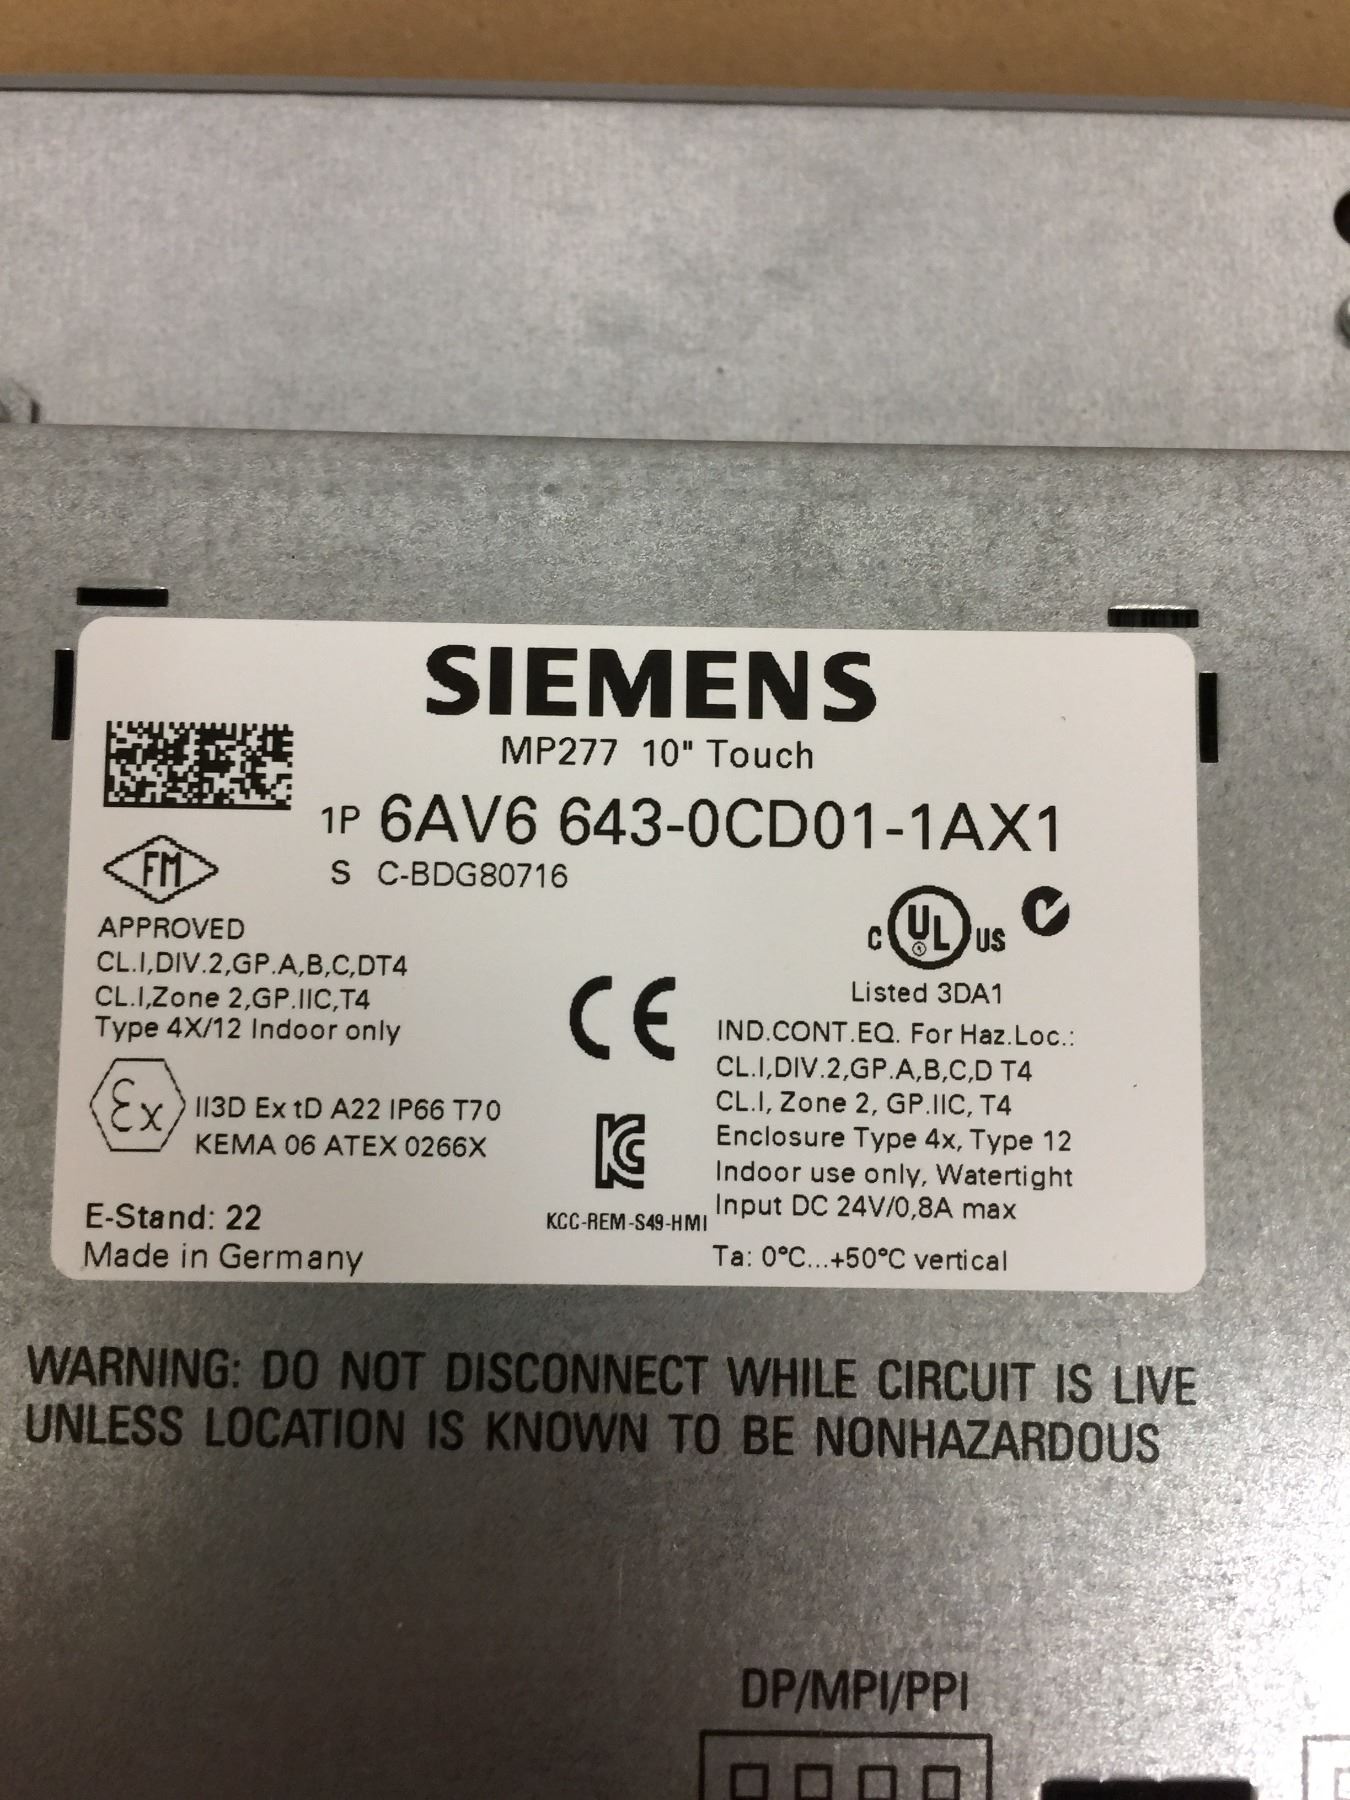 SIEMENS
MP277 10" Touch
1P 6AV6 643-0CD01-1AX1
S C-BDG80716
FM
APPROVED
CL.I,DIV.2,GP.A,B,C,DT4
CL.I,Zone 2,GP.IIC,T4
Type 4X/12 Indoor only
Ex II3D Ex tD A22 IP66 T70
KEMA 06 ATEX 0266X
E-Stand: 22
Made in Germany
CE
KC
KCC-REM-S49-HMI
C UL US
Listed 3DA1
IND.CONT.EQ. For Haz.Loc.:
CL.I,DIV.2,GP.A,B,C,D T4
CL.I, Zone 2, GP.IIC, T4
Enclosure Type 4x, Type 12
Indoor use only, Watertight
Input DC 24V/0,8A max
Ta: 0°C...+50°C vertical
WARNING: DO NOT DISCONNECT WHILE CIRCUIT IS LIVE
UNLESS LOCATION IS KNOWN TO BE NONHAZARDOUS
DP/MPI/PPI